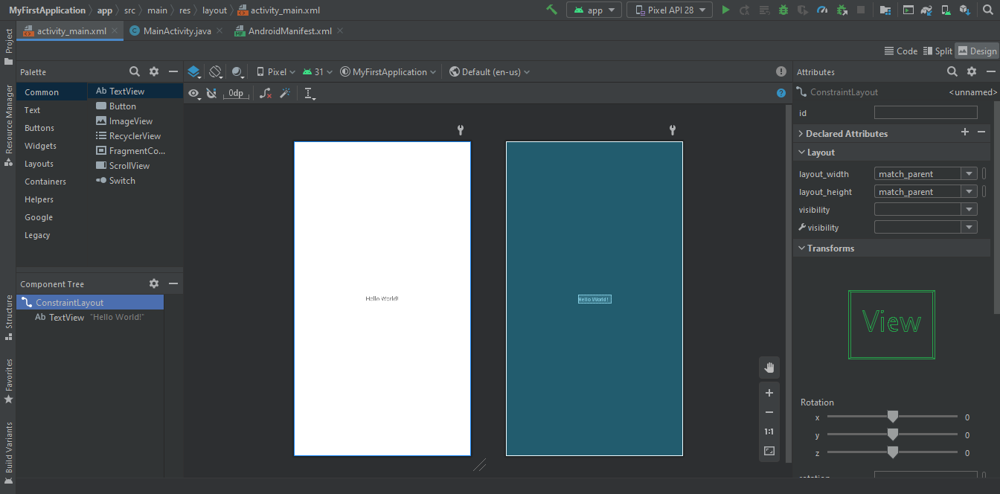 MyFirstApplication app src main res layout activity_main.xml
app Pixel API 28
activity_main.xml MainActivity.java AndroidManifest.xml
Code Split Design
Project
Resource Manager
Structure
Favorites
Build Variants
Palette
Common
Text
Buttons
Widgets
Layouts
Containers
Helpers
Google
Legacy
Ab TextView
Button
ImageView
RecyclerView
FragmentCo...
ScrollView
Switch
Component Tree
ConstraintLayout
Ab TextView "Hello World!"
Pixel 31 MyFirstApplication Default (en-us)
0dp
Hello World!
Hello World!
1:1
Attributes
ConstraintLayout <unnamed>
id
Declared Attributes
Layout
layout_width match_parent
layout_height match_parent
visibility
visibility
Transforms
View
Rotation
x 0
y 0
z 0
rotation